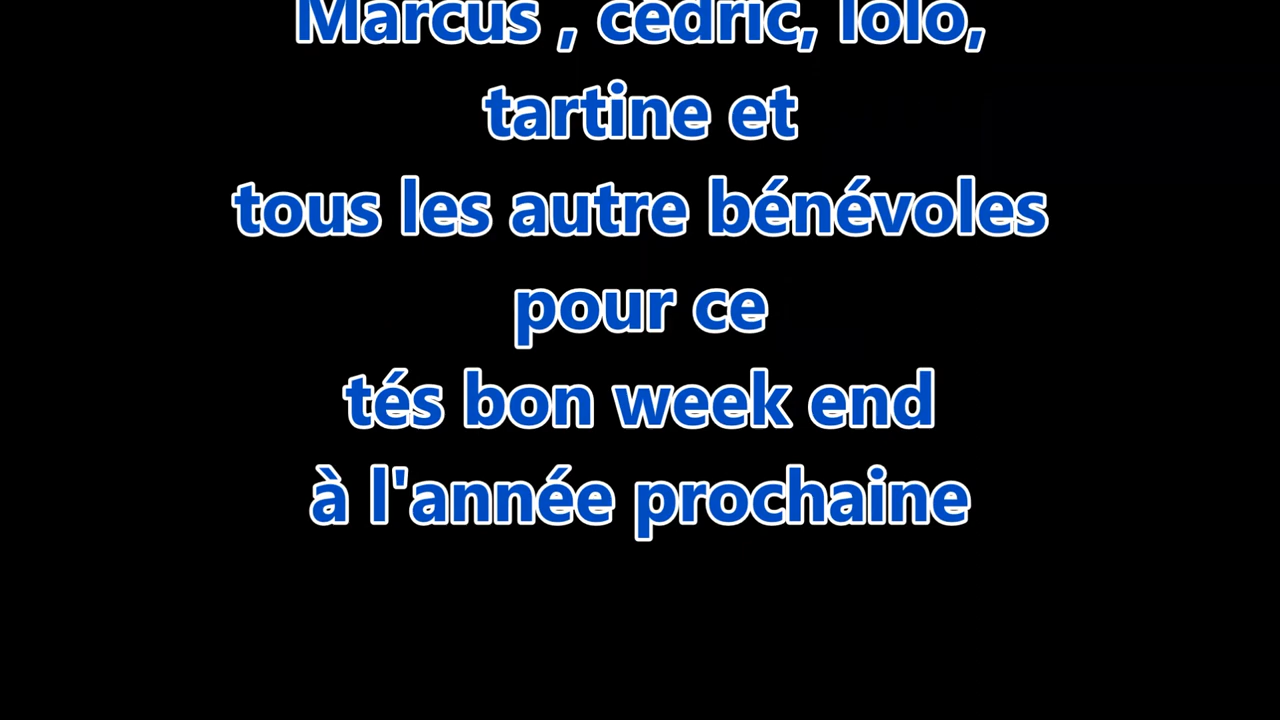 Marcus , cedric, lolo,
tartine et
tous les autre bénévoles
pour ce
tés bon week end
à l'année prochaine